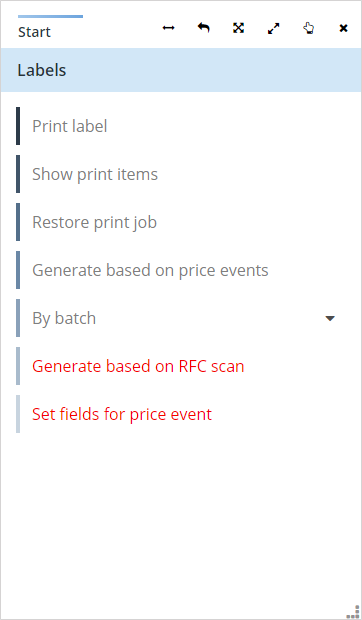 Start
Labels
Print label
Show print items
Restore print job
Generate based on price events
By batch
Generate based on RFC scan
Set fields for price event